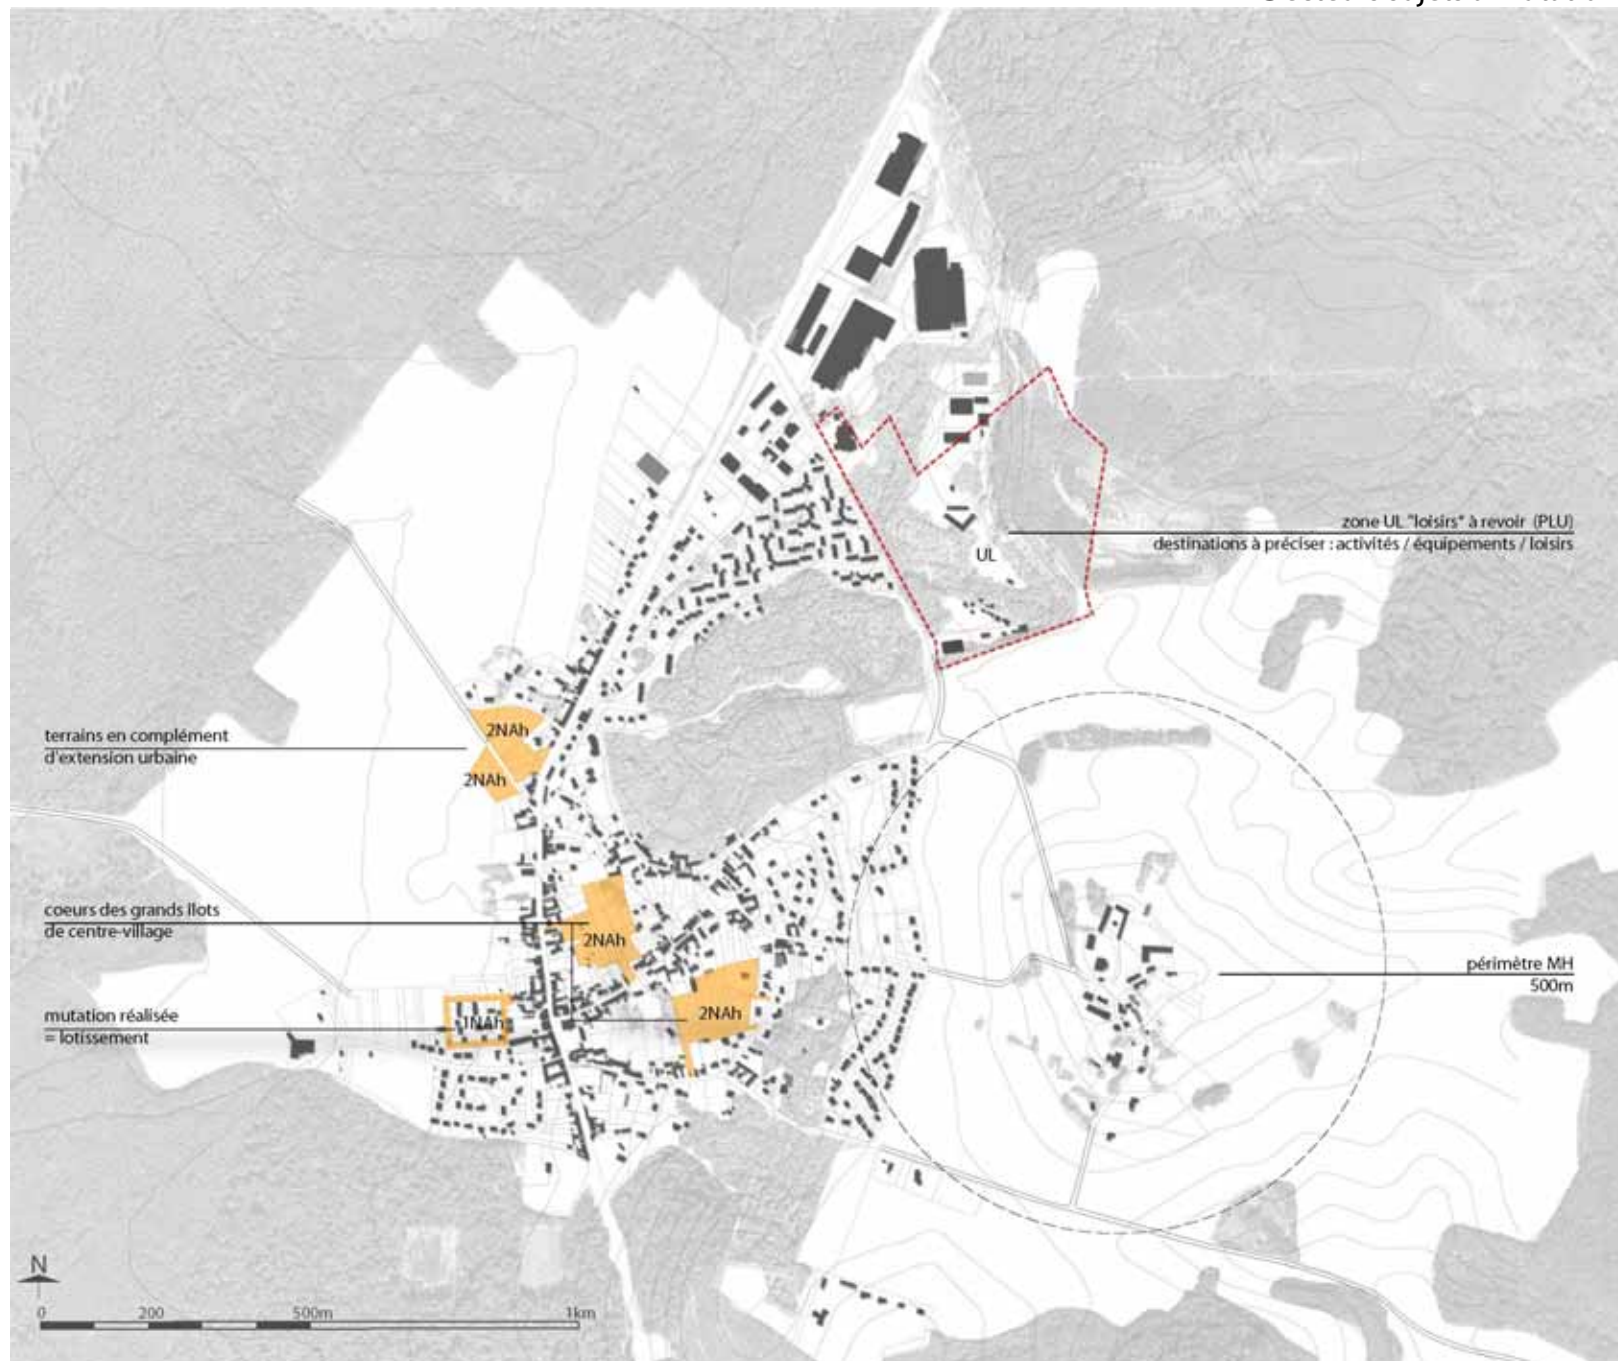 zone UL "loisirs" à revoir (PLU)
destinations à préciser : activités / équipements / loisirs
UL
terrains en complément
d'extension urbaine
2NAh
2NAh
coeurs des grands îlots
de centre-village
2NAh
périmètre MH
500m
mutation réalisée
= lotissement
1NAh
2NAh
N
0 200 500m 1km